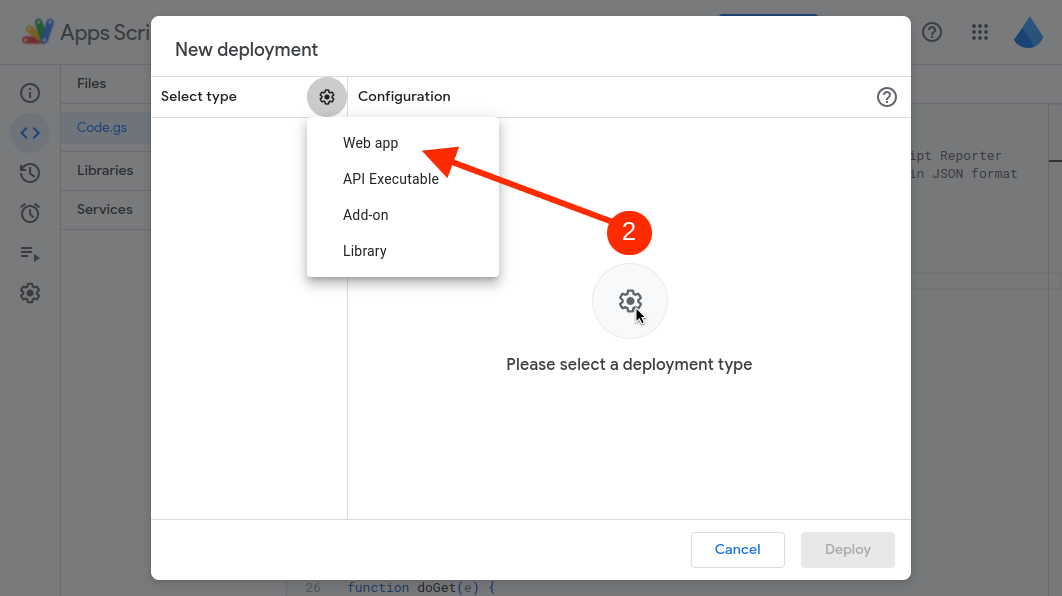 Apps Scri
New deployment
Files
Select type
Configuration
Code.gs
Web app
ipt Reporter
Libraries
API Executable
in JSON format
Services
Add-on
2
Library
Please select a deployment type
Cancel
Deploy
26 function doGet(e) {